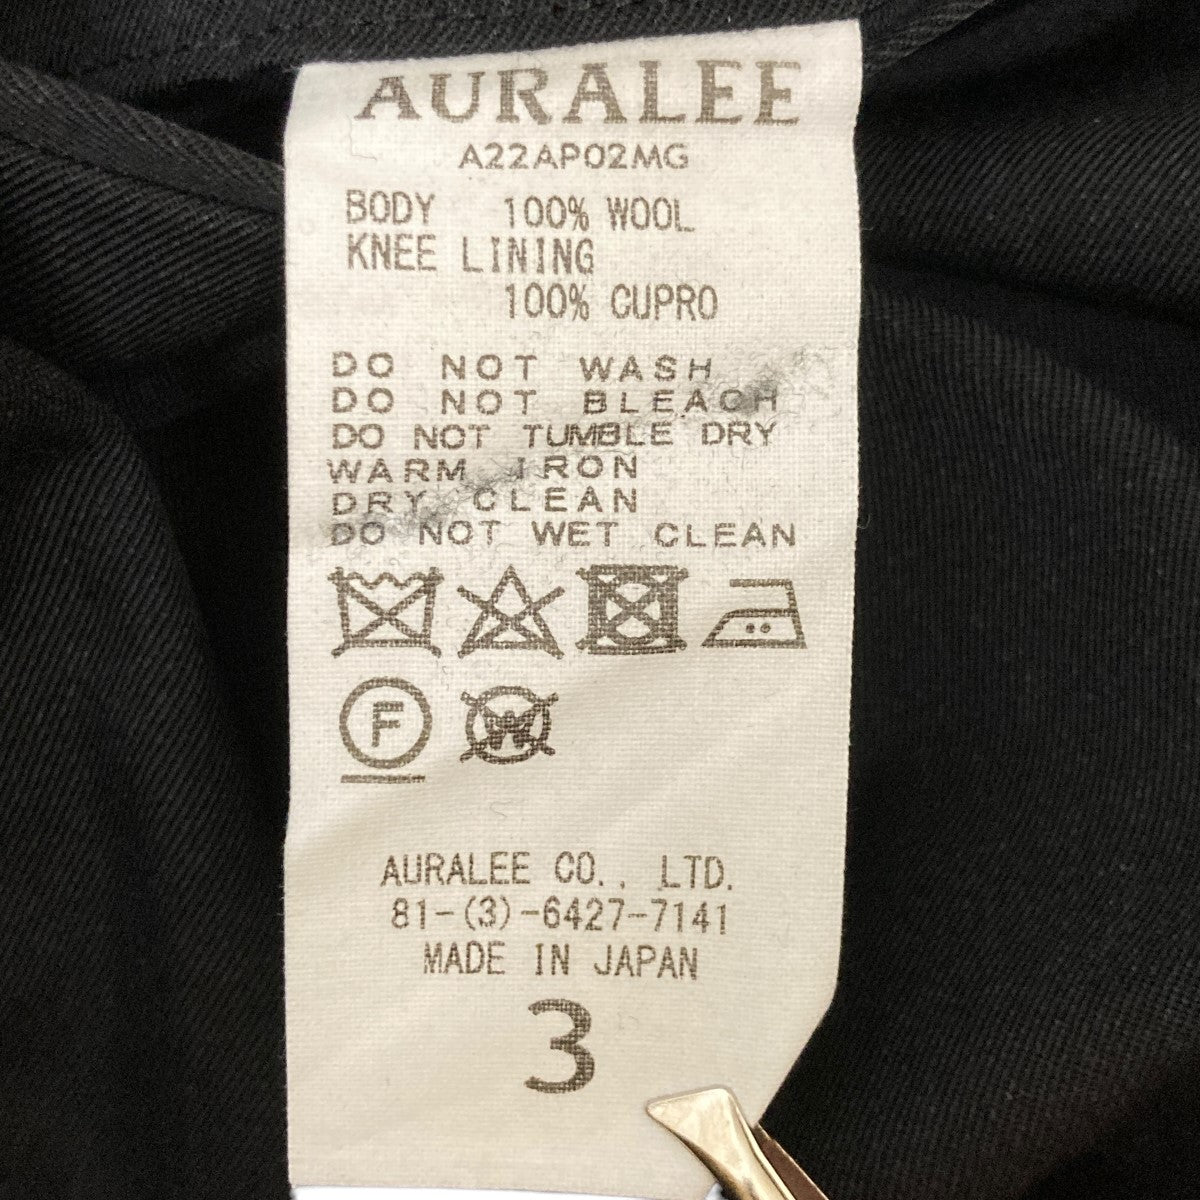 AURALEE
A22AP02MG
BODY 100% WOOL
KNEE LINING
100% CUPRO
DO NOT WASH
DO NOT BLEACH
DO NOT TUMBLE DRY
WARM IRON
DRY CLEAN
DO NOT WET CLEAN
F W
AURALEE CO., LTD.
81-(3)-6427-7141
MADE IN JAPAN
3